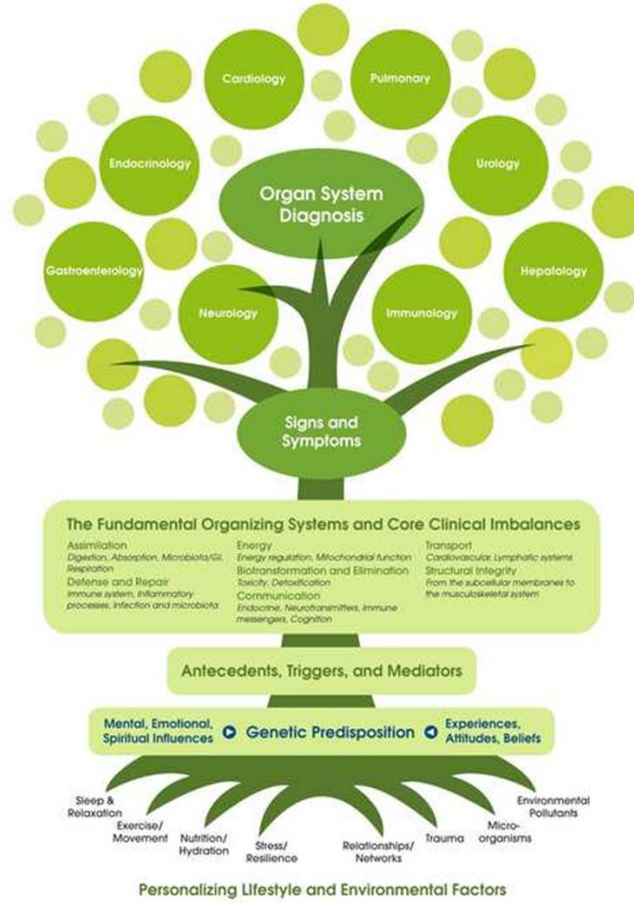 Cardiology
Pulmonary
Endocrinology
Urology
Organ System
Diagnosis
Gastroenterology
Hepatology
Neurology
Immunology
Signs and
Symptoms
The Fundamental Organizing Systems and Core Clinical Imbalances
Assimilation
Digestion, Absorption, Microbiota/GI,
Respiration
Defense and Repair
Immune system, Inflammatory
processes, Infection and microbiota
Energy
Energy regulation, Mitochondrial function
Biotransformation and Elimination
Toxicity, Detoxification
Communication
Endocrine, Neurotransmitters, Immune
messengers, Cognition
Transport
Cardiovascular, Lymphatic systems
Structural Integrity
From the subcellular membranes to
the musculoskeletal system
Antecedents, Triggers, and Mediators
Mental, Emotional,
Spiritual Influences
Genetic Predisposition
Experiences,
Attitudes, Beliefs
Sleep &
Relaxation
Exercise/
Movement
Nutrition/
Hydration
Stress/
Resilience
Relationships/
Networks
Trauma
Micro-
organisms
Environmental
Pollutants
Personalizing Lifestyle and Environmental Factors